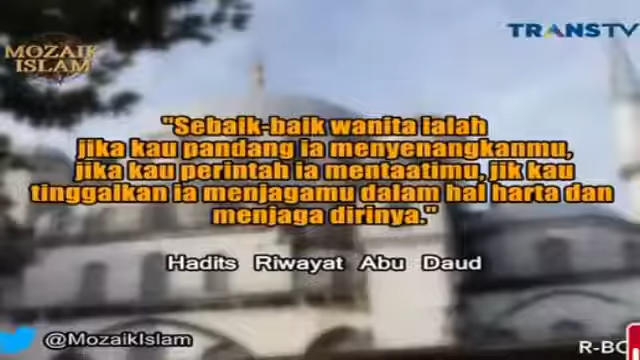 MOZAIK
ISLAM
TRANSTV
"Sebaik-baik wanita ialah
jika kau pandang ia menyenangkanmu,
jika kau perintah ia mentaatimu, jik kau
tinggalkan ia menjagamu dalam hal harta dan
menjaga dirinya."
Hadits Riwayat Abu Daud
@MozaikIslam